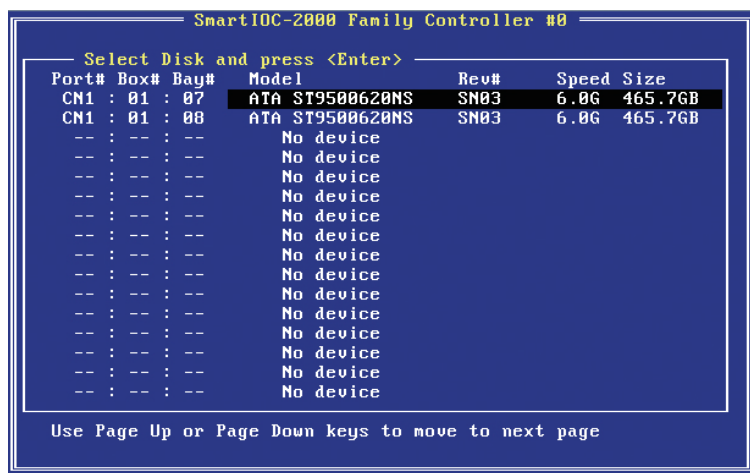 SmartIOC-2000 Family Controller #0
Select Disk and press <Enter>
Port# Box# Bay# Model Rev# Speed Size
CN1 : 01 : 07 ATA ST9500620NS SN03 6.0G 465.7GB
CN1 : 01 : 08 ATA ST9500620NS SN03 6.0G 465.7GB
-- : -- : -- No device
-- : -- : -- No device
-- : -- : -- No device
-- : -- : -- No device
-- : -- : -- No device
-- : -- : -- No device
-- : -- : -- No device
-- : -- : -- No device
-- : -- : -- No device
-- : -- : -- No device
-- : -- : -- No device
-- : -- : -- No device
-- : -- : -- No device
-- : -- : -- No device
Use Page Up or Page Down keys to move to next page